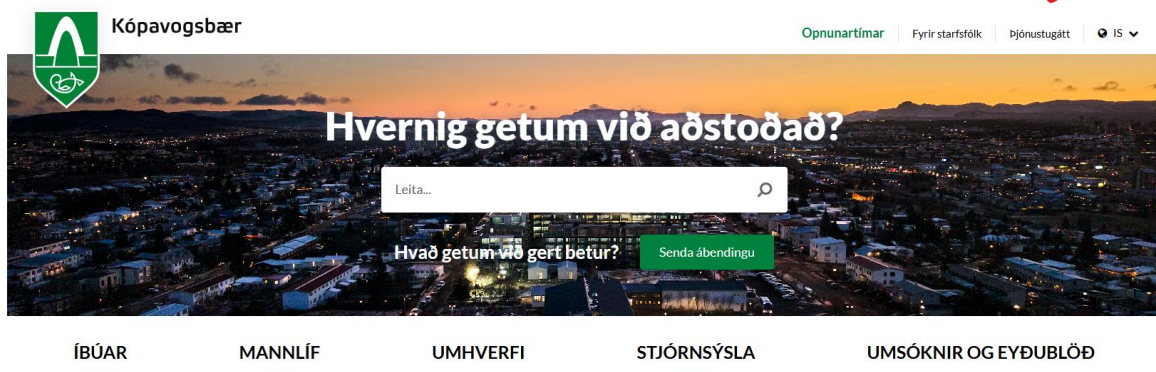 Kópavogsbær
Opnunartímar Fyrir starfsfólk Þjónustugátt IS
Hvernig getum við aðstoðað?
Leita...
Hvað getum við gert betur? Senda ábendingu
ÍBÚAR MANNLÍF UMHVERFI STJÓRNSÝSLA UMSÓKNIR OG EYÐUBLÖÐ